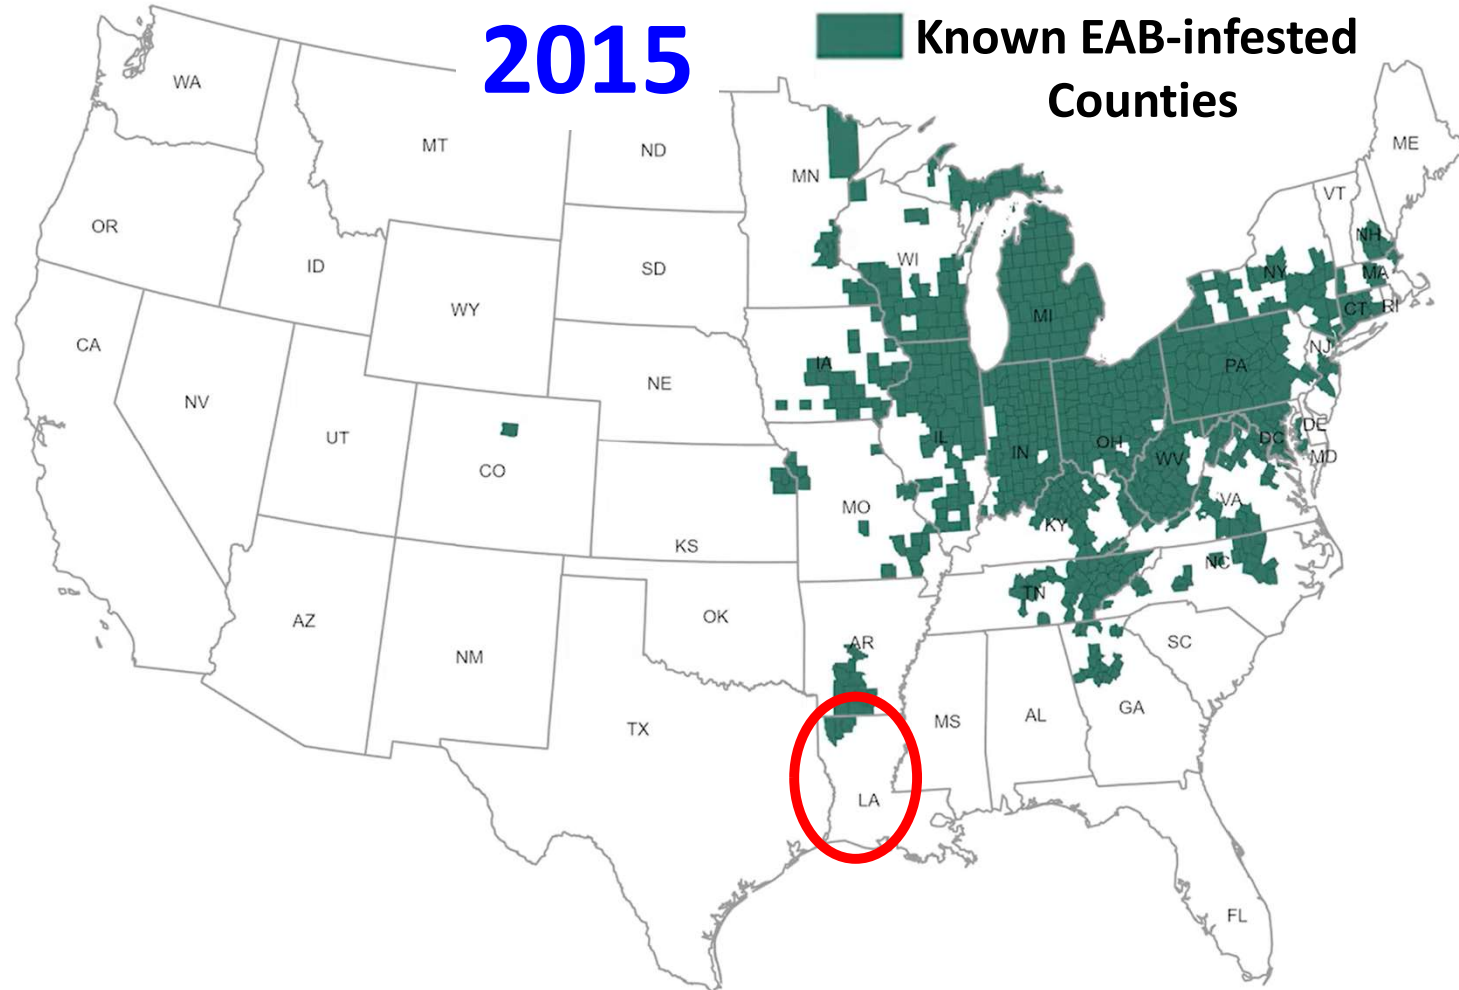 2015
Known EAB-infested
Counties
WA
MT
ND
MN
ME
VT
OR
ID
SD
WI
NH
NY
MA
WY
MI
CT
RI
CA
NV
UT
CO
NE
IA
IL
IN
OH
PA
NJ
DE
DC
MD
WV
VA
KS
MO
KY
NC
AZ
NM
OK
AR
TN
SC
TX
LA
MS
AL
GA
FL